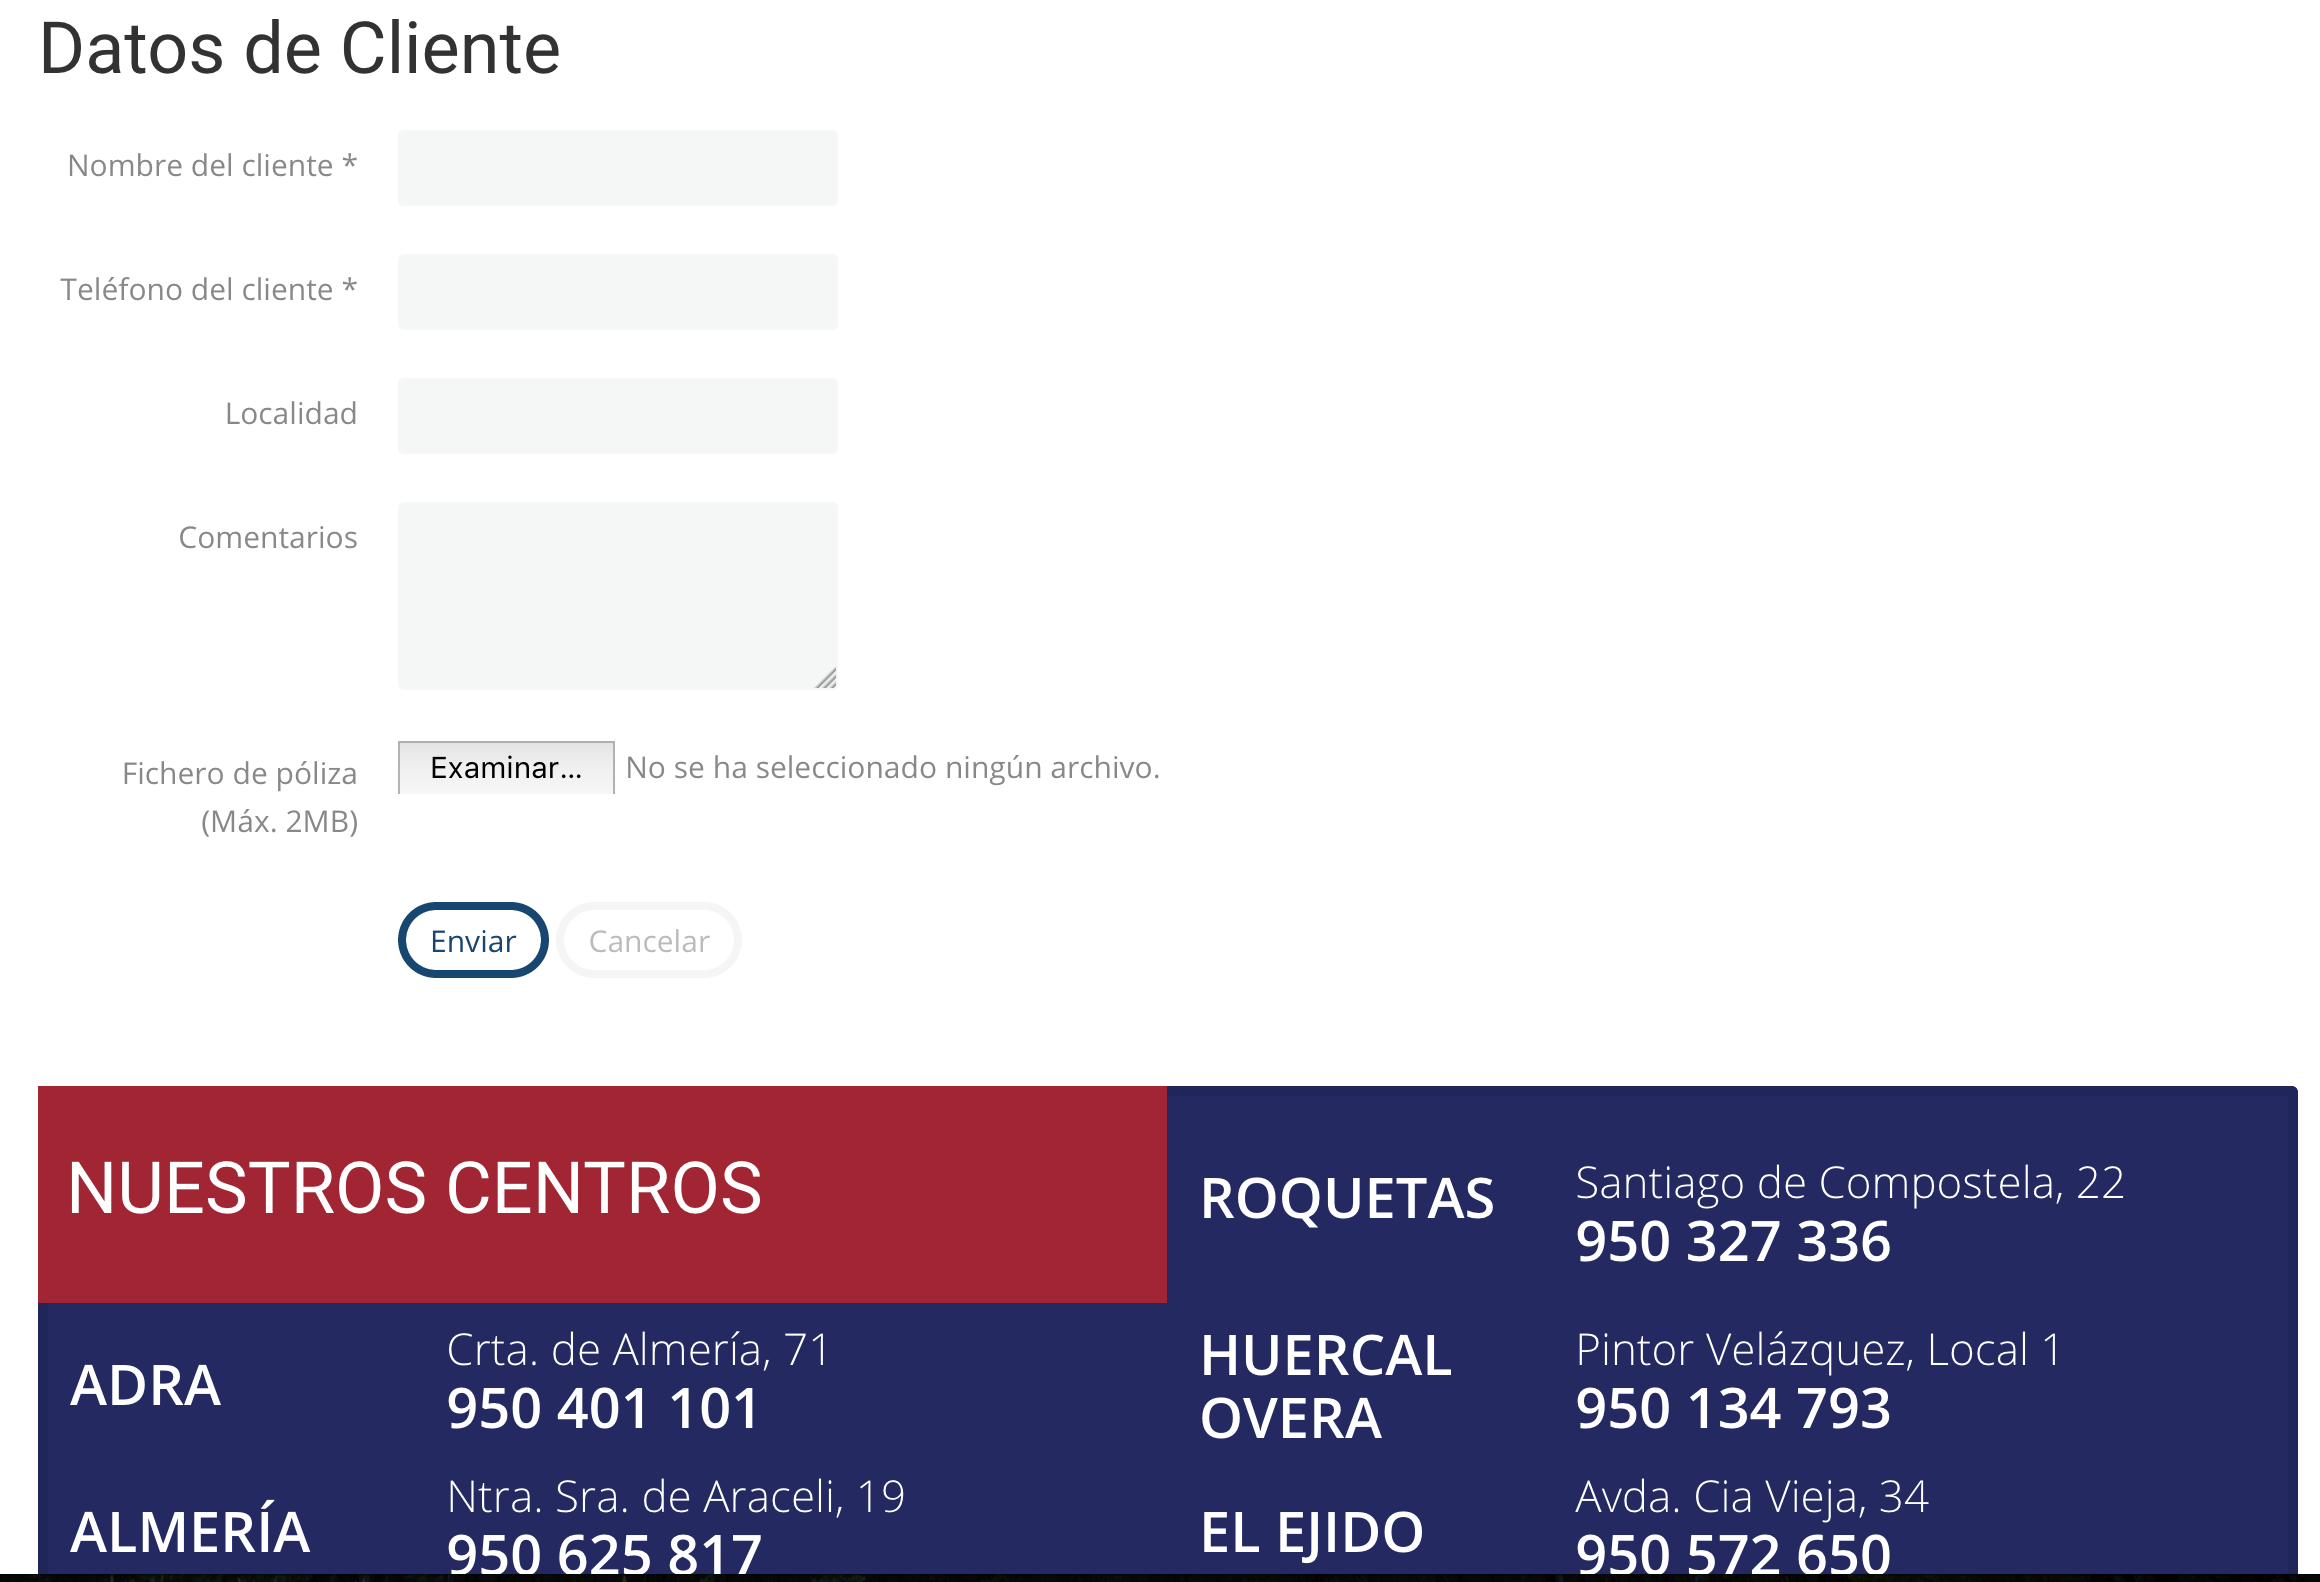 Datos de Cliente
Nombre del cliente *
Teléfono del cliente *
Localidad
Comentarios
Fichero de póliza
(Máx. 2MB)
Examinar... No se ha seleccionado ningún archivo.
Enviar Cancelar
NUESTROS CENTROS
ROQUETAS
Santiago de Compostela, 22
950 327 336
ADRA
Crta. de Almería, 71
950 401 101
HUERCAL
OVERA
Pintor Velázquez, Local 1
950 134 793
ALMERÍA
Ntra. Sra. de Araceli, 19
950 625 817
EL EJIDO
Avda. Cia Vieja, 34
950 572 650